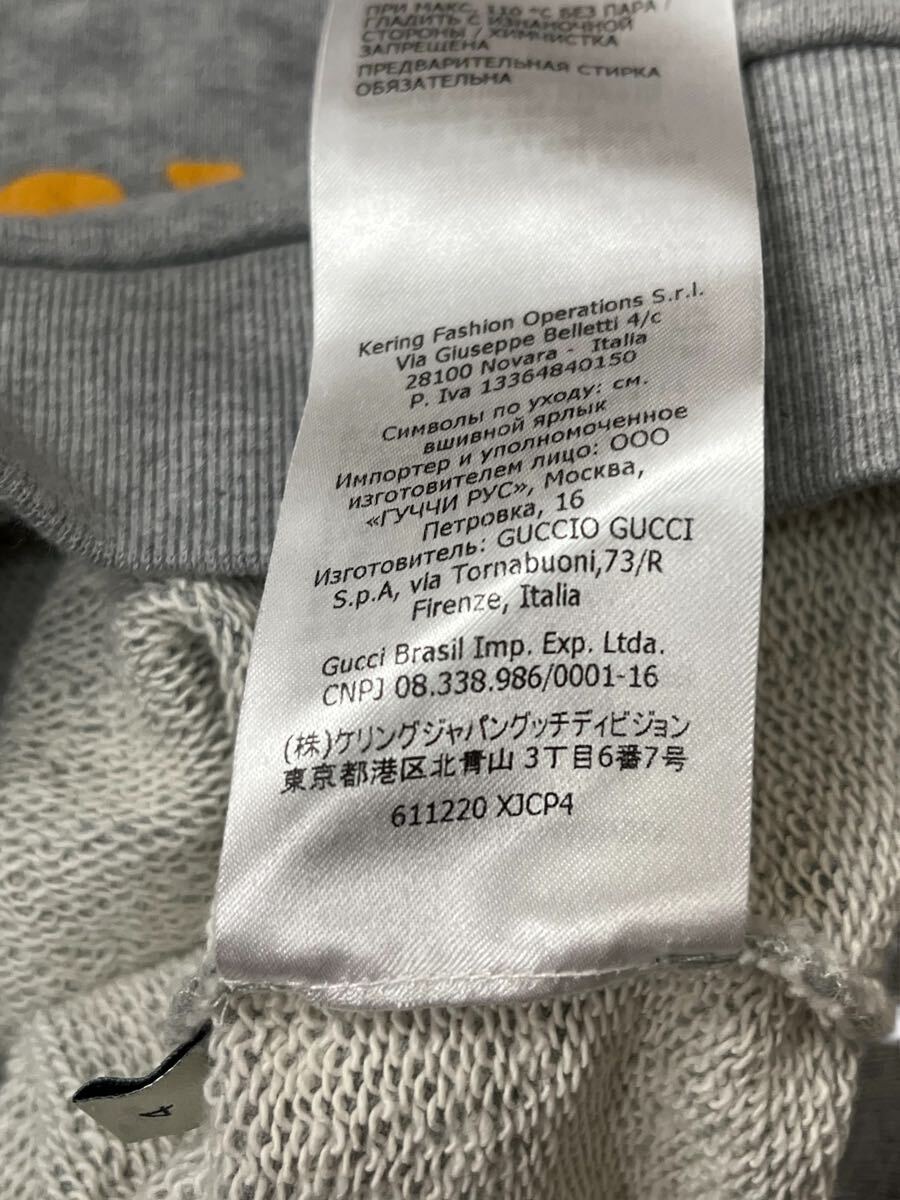 ПРИ МАКС. 110 °C БЕЗ ПАРА /
ГЛАДИТЬ С ИЗНАНОЧНОЙ
СТОРОНЫ / ХИМЧИСТКА
ЗАПРЕЩЕНА
ПРЕДВАРИТЕЛЬНАЯ СТИРКА
ОБЯЗАТЕЛЬНА
Kering Fashion Operations S.r.l.
Via Giuseppe Belletti 4/c
28100 Novara - Italia
P. Iva 13364840150
Символы по уходу: см.
вшивной ярлык
Импортер и уполномоченное
изготовителем лицо: ООО
«ГУЧЧИ РУС», Москва,
Петровка, 16
Изготовитель: GUCCIO GUCCI
S.p.A, via Tornabuoni,73/R
Firenze, Italia
Gucci Brasil Imp. Exp. Ltda.
CNPJ 08.338.986/0001-16
(株)ケリングジャパングッチディビジョン
東京都港区北青山 3丁目6番7号
611220 XJCP4
4